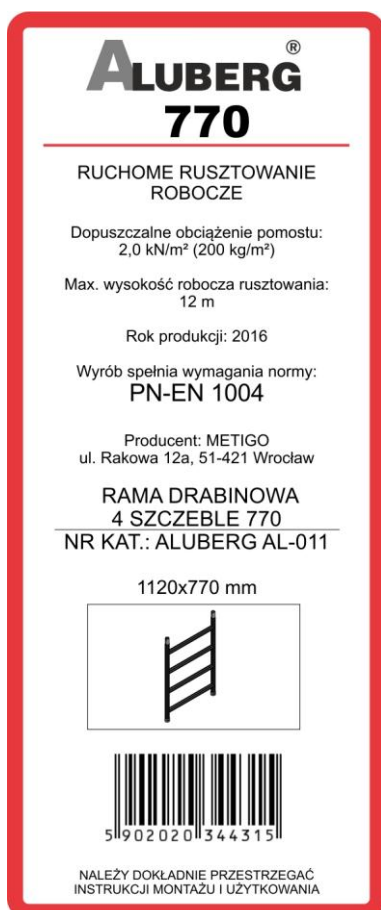 ALUBERG®
770
RUCHOME RUSZTOWANIE
ROBOCZE
Dopuszczalne obciążenie pomostu:
2,0 kN/m² (200 kg/m²)
Max. wysokość robocza rusztowania:
12 m
Rok produkcji: 2016
Wyrób spełnia wymagania normy:
PN-EN 1004
Producent: METIGO
ul. Rakowa 12a, 51-421 Wrocław
RAMA DRABINOWA
4 SZCZEBLE 770
NR KAT.: ALUBERG AL-011
1120x770 mm
5 902020 344315
NALEŻY DOKŁADNIE PRZESTRZEGAĆ
INSTRUKCJI MONTAŻU I UŻYTKOWANIA